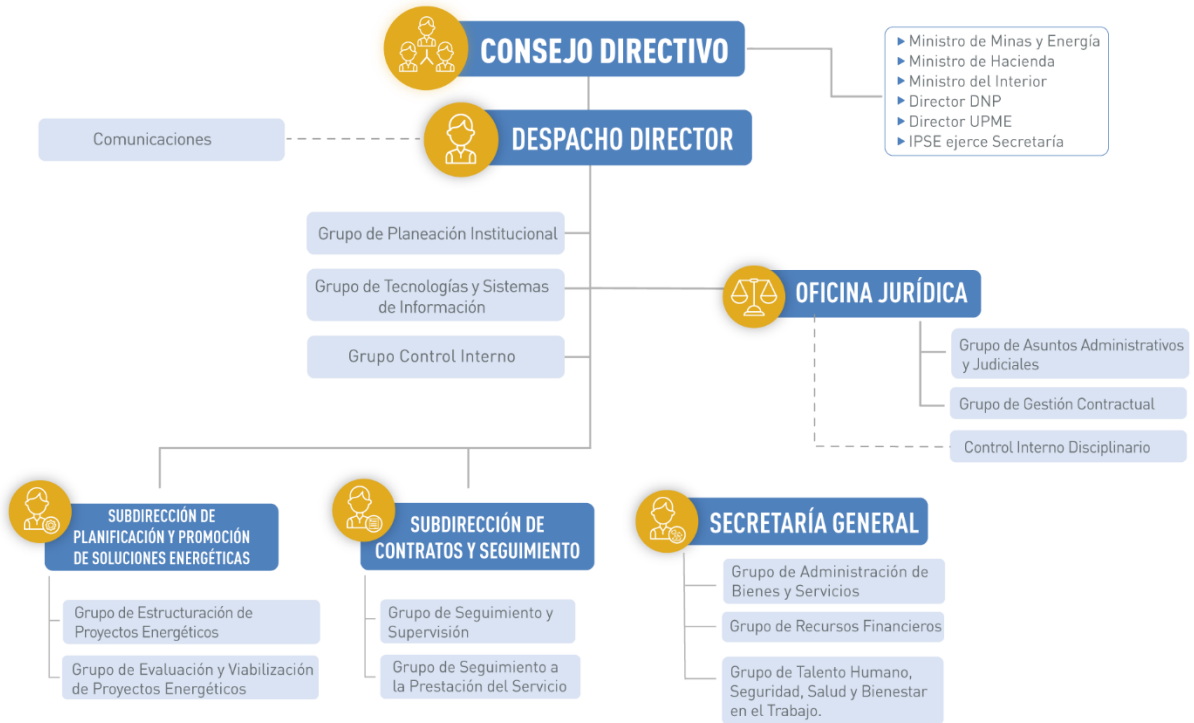 CONSEJO DIRECTIVO
Ministro de Minas y Energía
Ministro de Hacienda
Ministro del Interior
Director DNP
Director UPME
IPSE ejerce Secretaría
Comunicaciones
DESPACHO DIRECTOR
Grupo de Planeación Institucional
Grupo de Tecnologías y Sistemas
de Información
Grupo Control Interno
OFICINA JURÍDICA
Grupo de Asuntos Administrativos
y Judiciales
Grupo de Gestión Contractual
Control Interno Disciplinario
SUBDIRECCIÓN DE
PLANIFICACIÓN Y PROMOCIÓN
DE SOLUCIONES ENERGÉTICAS
Grupo de Estructuración de
Proyectos Energéticos
Grupo de Evaluación y Viabilización
de Proyectos Energéticos
SUBDIRECCIÓN DE
CONTRATOS Y SEGUIMIENTO
Grupo de Seguimiento y
Supervisión
Grupo de Seguimiento a
la Prestación del Servicio
SECRETARÍA GENERAL
Grupo de Administración de
Bienes y Servicios
Grupo de Recursos Financieros
Grupo de Talento Humano,
Seguridad, Salud y Bienestar
en el Trabajo.